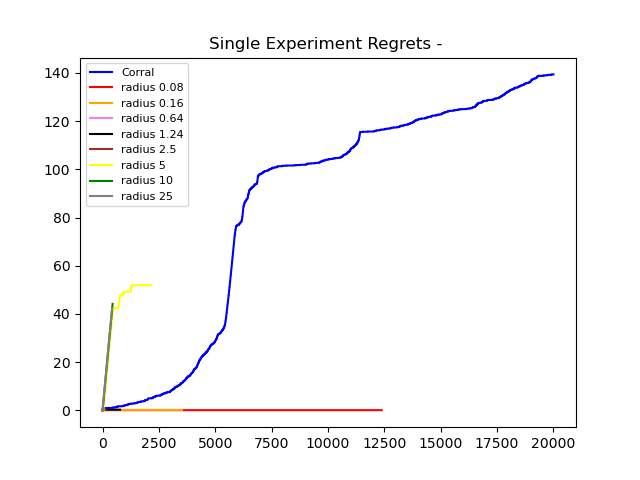 Single Experiment Regrets -
140
120
100
80
60
40
20
0
Corral
radius 0.08
radius 0.16
radius 0.64
radius 1.24
radius 2.5
radius 5
radius 10
radius 25
0 2500 5000 7500 10000 12500 15000 17500 20000